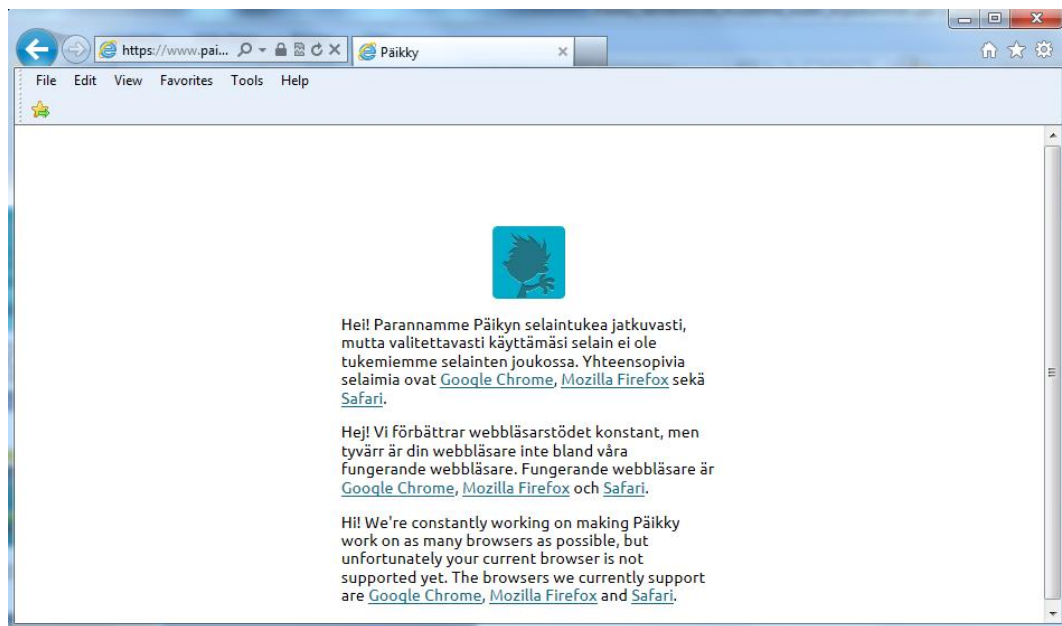 https://www.pai...
Päikky
File Edit View Favorites Tools Help
Hei! Parannamme Päikyn selaintukea jatkuvasti,
mutta valitettavasti käyttämäsi selain ei ole
tukemiemme selainten joukossa. Yhteensopivia
selaimia ovat Google Chrome, Mozilla Firefox sekä
Safari.
Hej! Vi förbättrar webbläsarstödet konstant, men
tyvärr är din webbläsare inte bland våra
fungerande webbläsare. Fungerande webbläsare är
Google Chrome, Mozilla Firefox och Safari.
Hi! We're constantly working on making Päikky
work on as many browsers as possible, but
unfortunately your current browser is not
supported yet. The browsers we currently support
are Google Chrome, Mozilla Firefox and Safari.